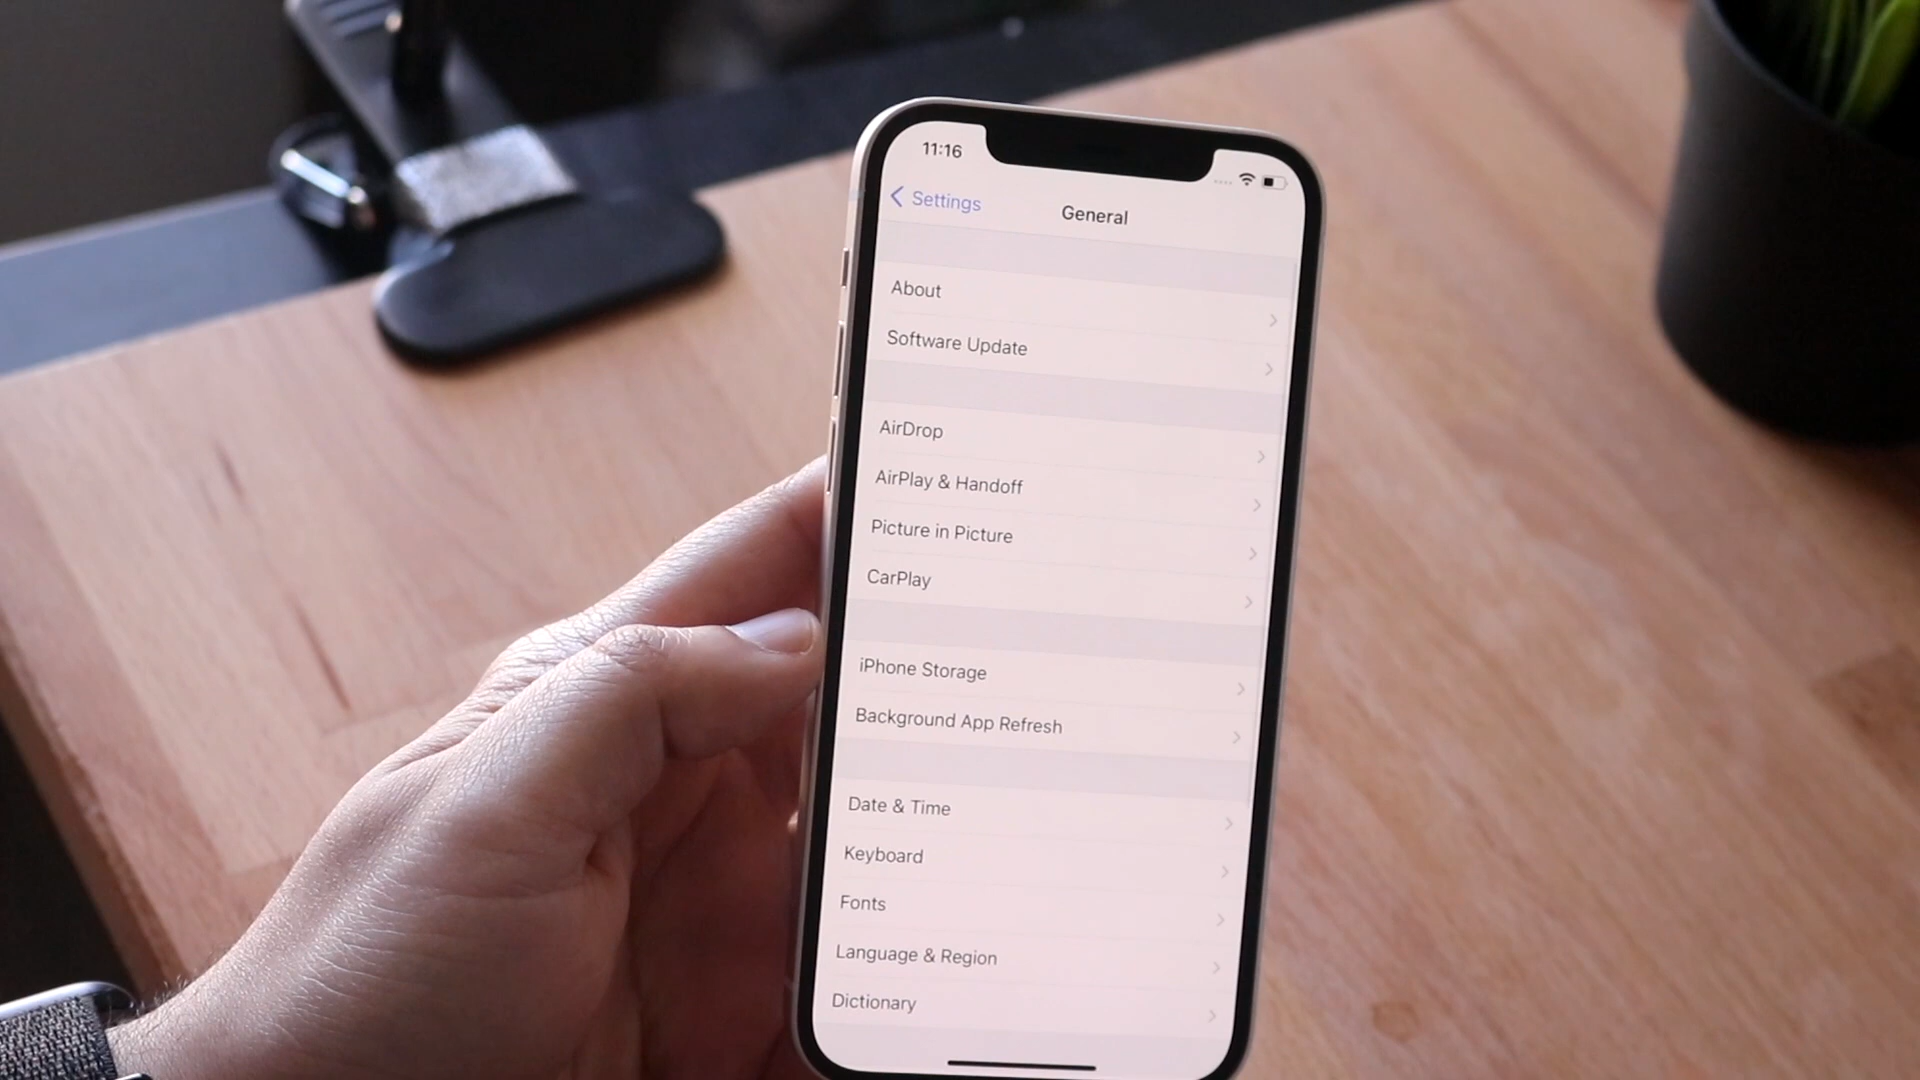 11:16
Settings
General
About
Software Update
AirDrop
AirPlay & Handoff
Picture in Picture
CarPlay
iPhone Storage
Background App Refresh
Date & Time
Keyboard
Fonts
Language & Region
Dictionary